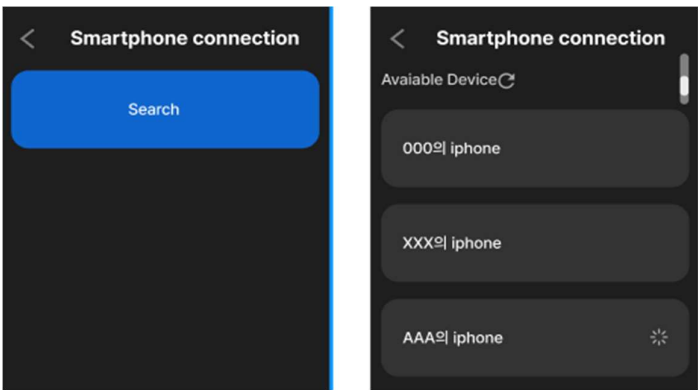 Smartphone connection
Search
Smartphone connection
Avaiable Device
000의 iphone
XXX의 iphone
AAA의 iphone